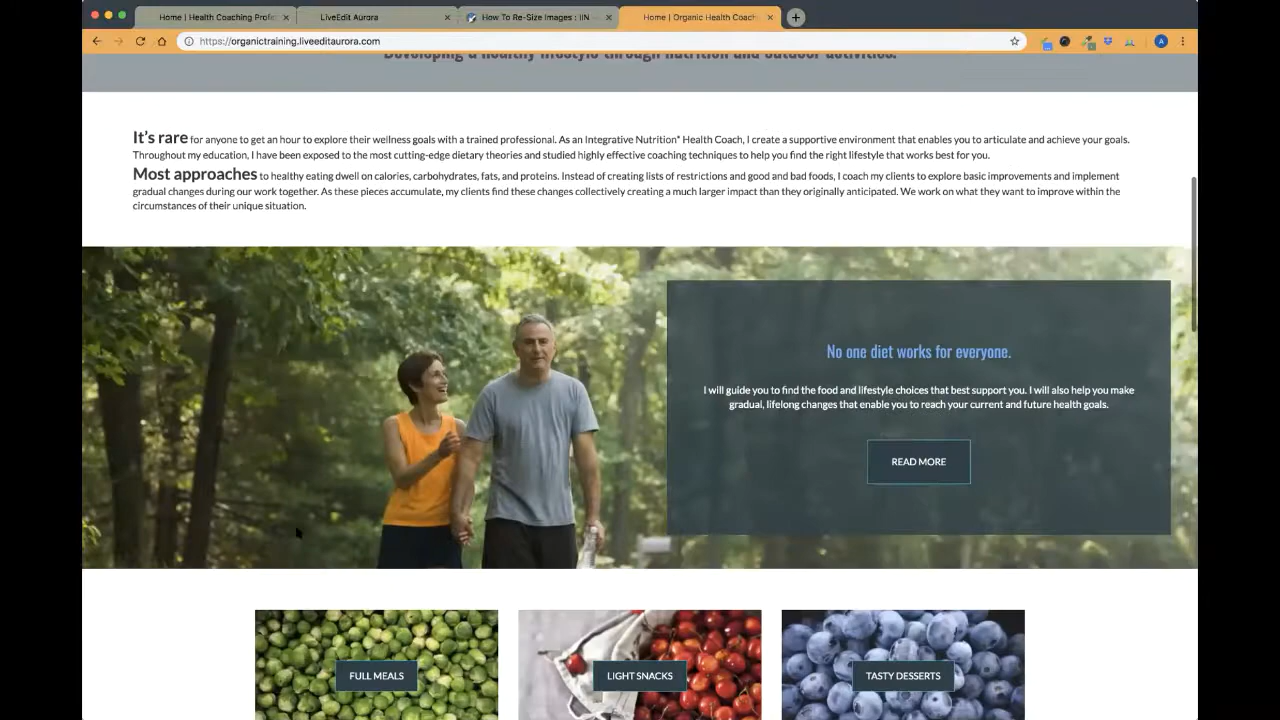 Home | Health Coaching Profe
LiveEdit Aurora
How To Re-Size Images : IIN
Home | Organic Health Coach
https://organictraining.liveeditaurora.com
A
Developing a healthy lifestyle through nutrition and outdoor activities.
It's rare for anyone to get an hour to explore their wellness goals with a trained professional. As an Integrative Nutrition* Health Coach, I create a supportive environment that enables you to articulate and achieve your goals.
Throughout my education, I have been exposed to the most cutting-edge dietary theories and studied highly effective coaching techniques to help you find the right lifestyle that works best for you.
Most approaches to healthy eating dwell on calories, carbohydrates, fats, and proteins. Instead of creating lists of restrictions and good and bad foods, I coach my clients to explore basic improvements and implement
gradual changes during our work together. As these pieces accumulate, my clients find these changes collectively creating a much larger impact than they originally anticipated. We work on what they want to improve within the
circumstances of their unique situation.
No one diet works for everyone.
I will guide you to find the food and lifestyle choices that best support you. I will also help you make
gradual, lifelong changes that enable you to reach your current and future health goals.
READ MORE
FULL MEALS
LIGHT SNACKS
TASTY DESSERTS